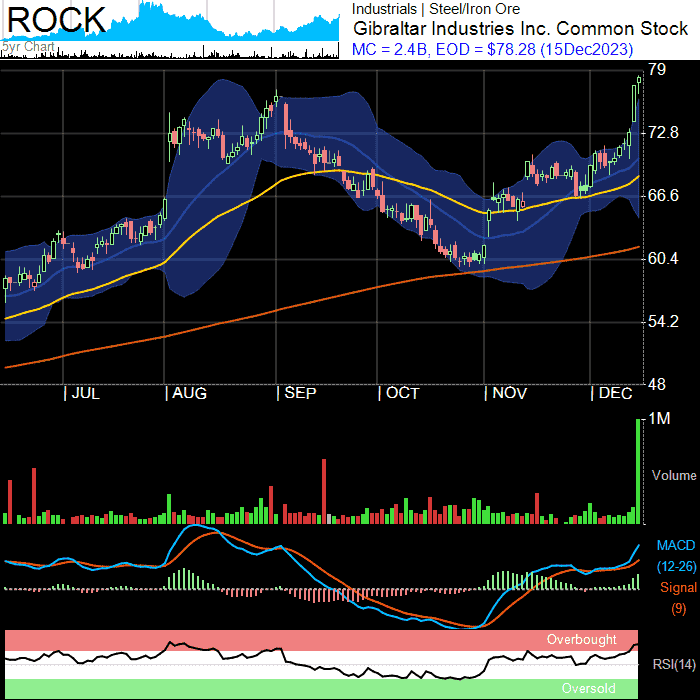 ROCK
5yr Chart
Industrials | Steel/Iron Ore
Gibraltar Industries Inc. Common Stock
MC = 2.4B, EOD = $78.28 (15Dec2023)
79
72.8
66.6
60.4
54.2
48
| JUL | AUG | SEP | OCT | NOV | DEC
1M
Volume
MACD
(12-26)
Signal
(9)
Overbought
RSI(14)
Oversold